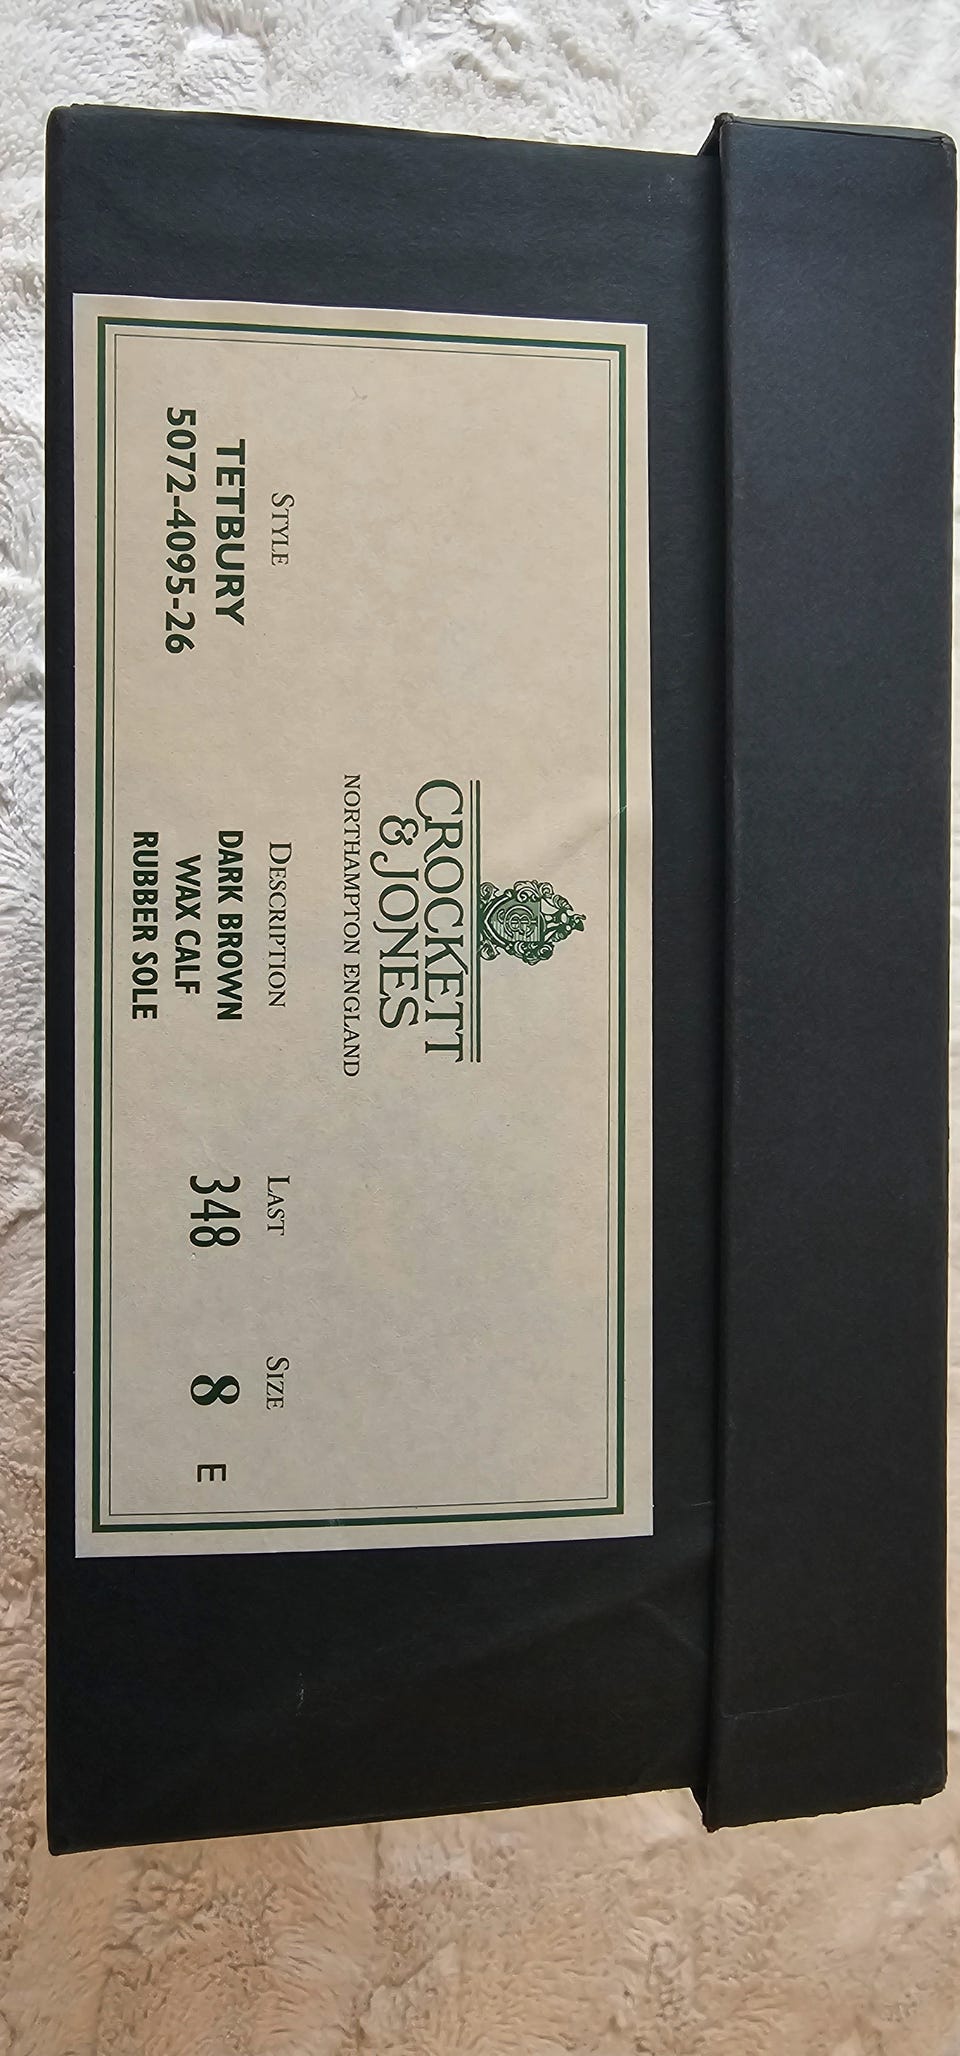 CROCKETT
& JONES
NORTHAMPTON ENGLAND
STYLE
TETBURY
5072-4095-26
DESCRIPTION
DARK BROWN
WAX CALF
RUBBER SOLE
LAST
348
SIZE
8 E